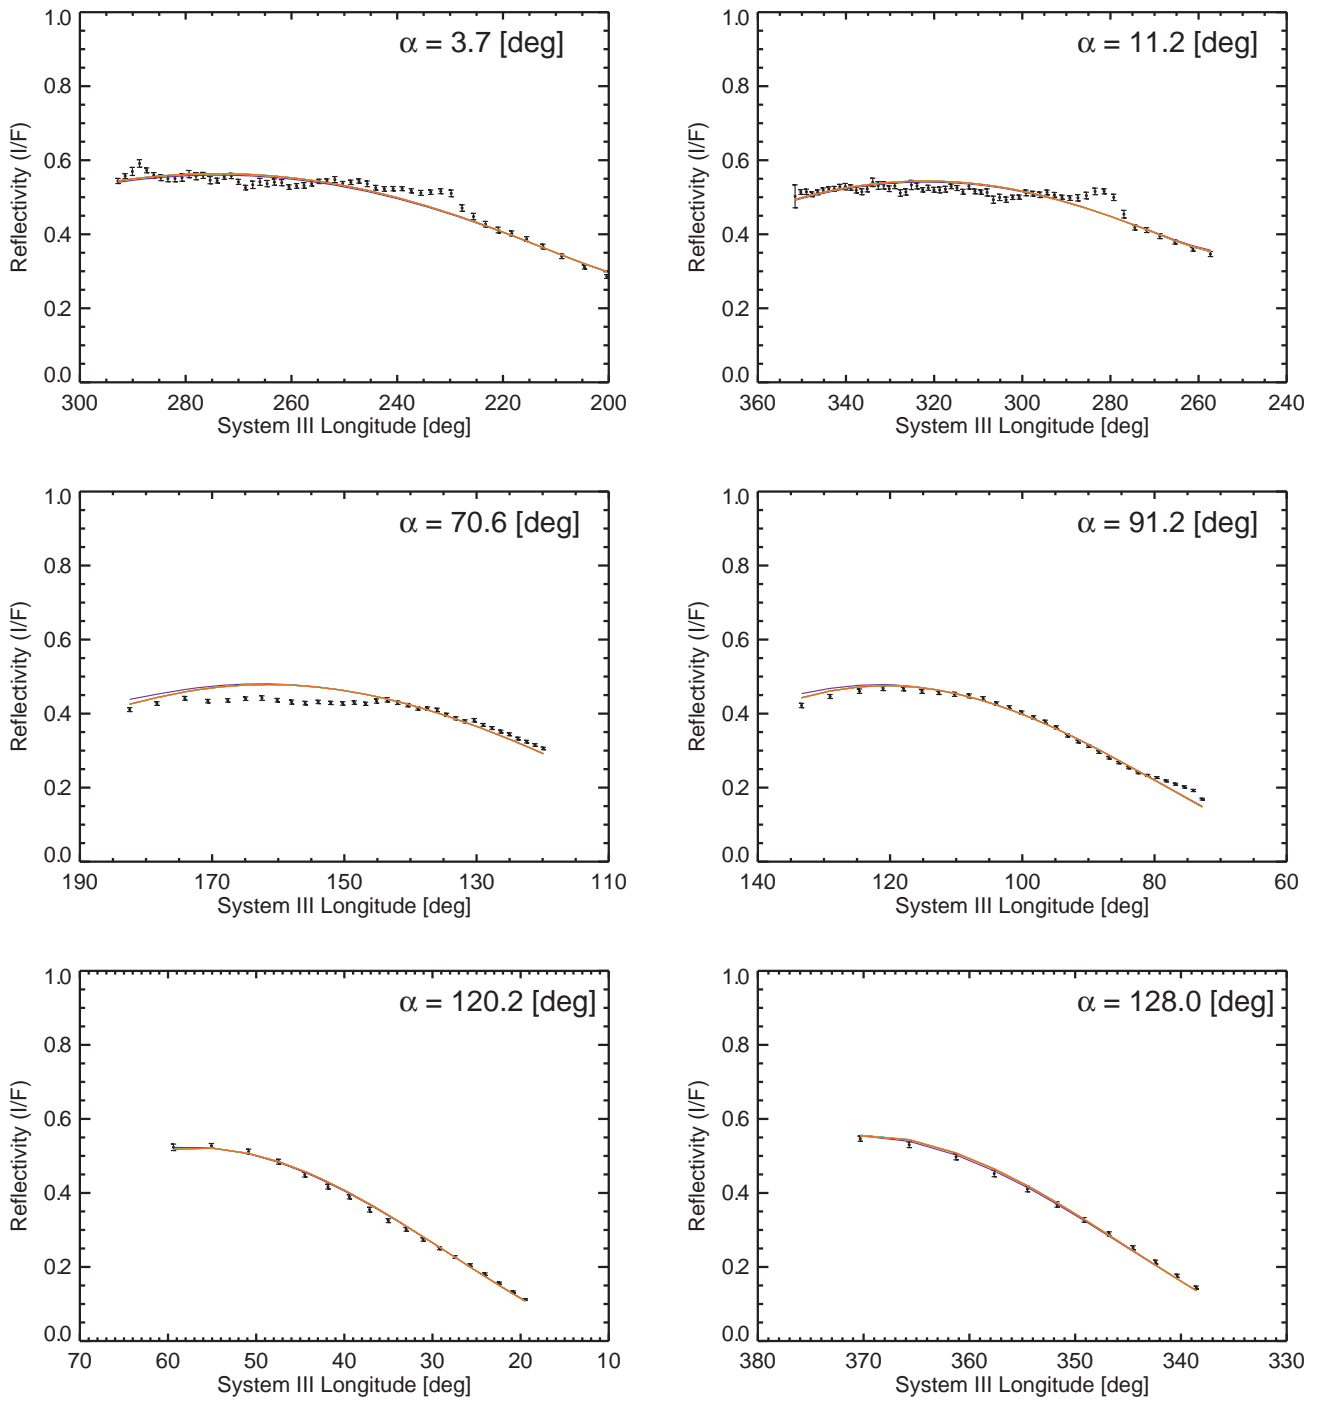 α = 3.7 [deg]
Reflectivity (I/F)
1.0
0.8
0.6
0.4
0.2
0.0
300 280 260 240 220 200
System III Longitude [deg]
α = 11.2 [deg]
Reflectivity (I/F)
1.0
0.8
0.6
0.4
0.2
0.0
360 340 320 300 280 260 240
System III Longitude [deg]
α = 70.6 [deg]
Reflectivity (I/F)
1.0
0.8
0.6
0.4
0.2
0.0
190 170 150 130 110
System III Longitude [deg]
α = 91.2 [deg]
Reflectivity (I/F)
1.0
0.8
0.6
0.4
0.2
0.0
140 120 100 80 60
System III Longitude [deg]
α = 120.2 [deg]
Reflectivity (I/F)
1.0
0.8
0.6
0.4
0.2
0.0
70 60 50 40 30 20 10
System III Longitude [deg]
α = 128.0 [deg]
Reflectivity (I/F)
1.0
0.8
0.6
0.4
0.2
0.0
380 370 360 350 340 330
System III Longitude [deg]